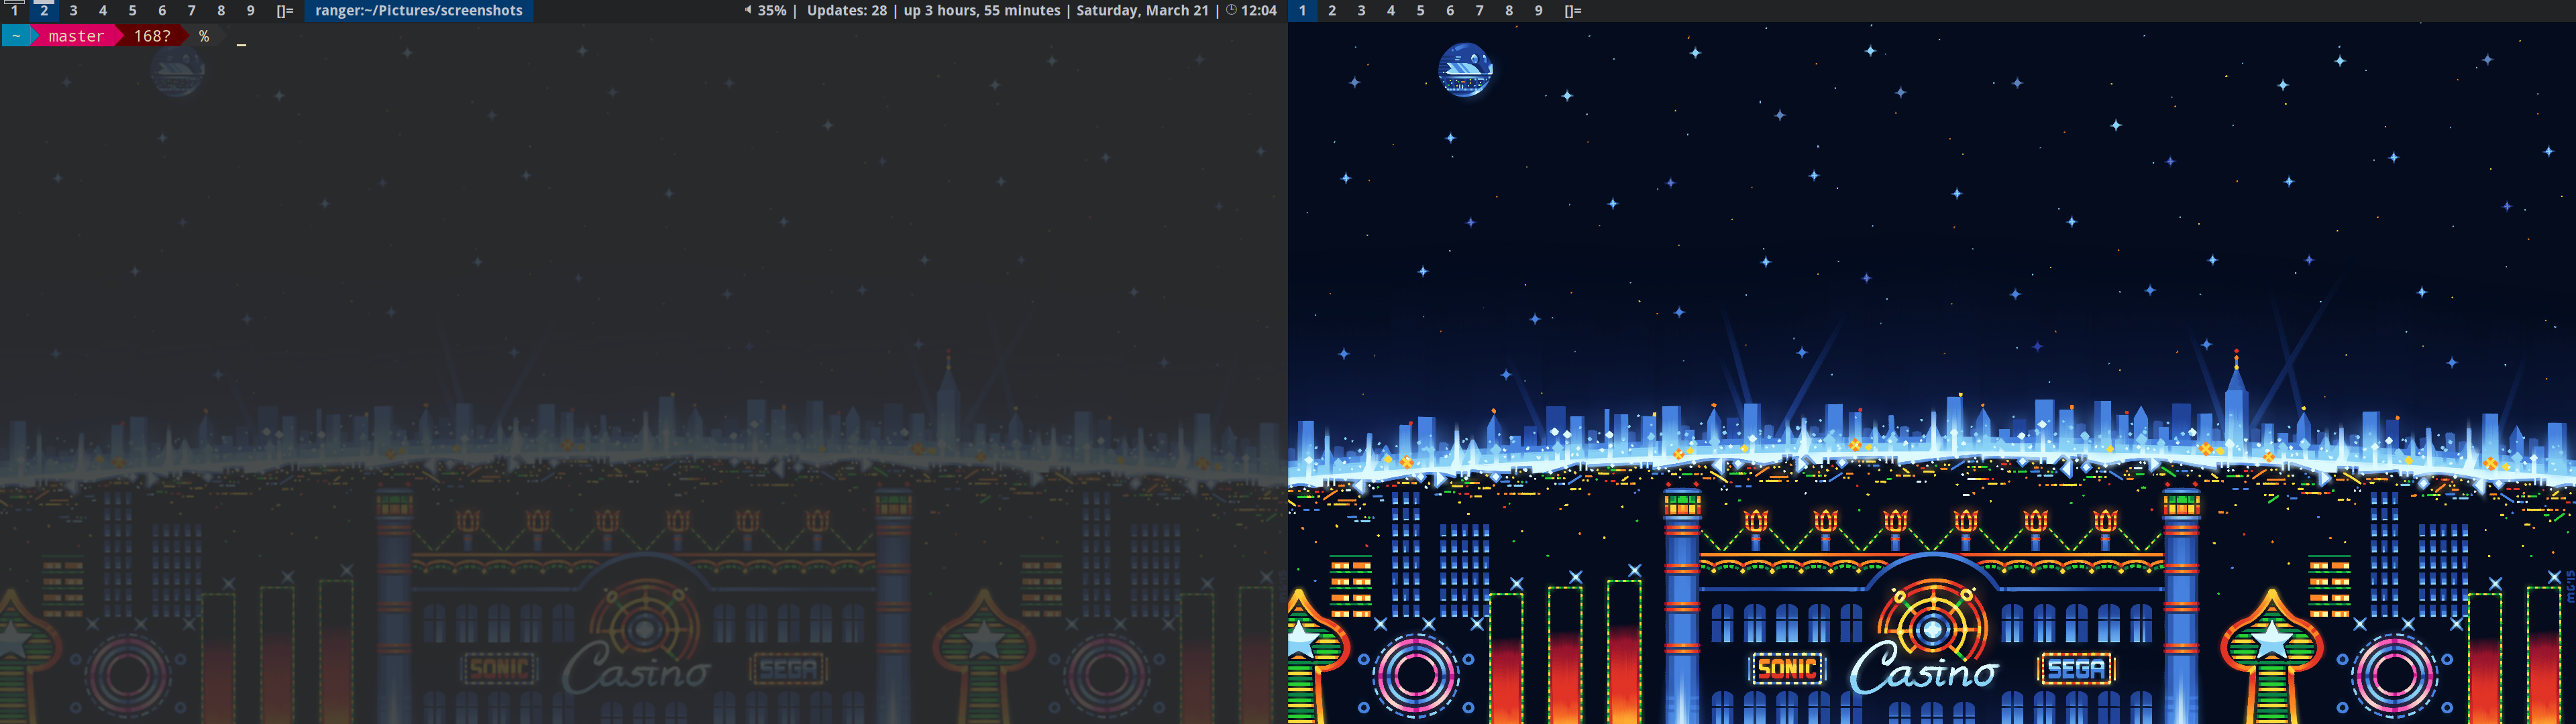 1 2 3 4 5 6 7 8 9 []= ranger:~/Pictures/screenshots 35% | Updates: 28 | up 3 hours, 55 minutes | Saturday, March 21 | 12:04
1 2 3 4 5 6 7 8 9 []=
~ master 168? % _
SONIC Casino SEGA
SONIC Casino SEGA